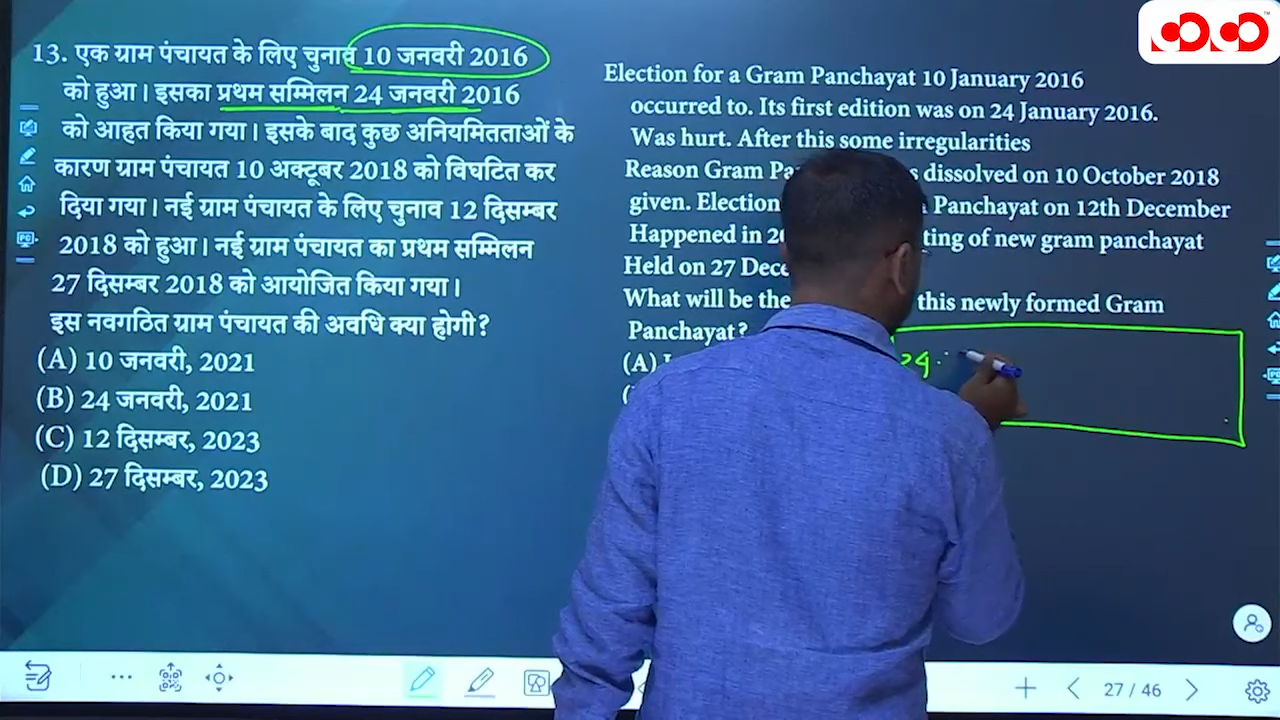 13. एक ग्राम पंचायत के लिए चुनाव 10 जनवरी 2016
को हुआ। इसका प्रथम सम्मिलन 24 जनवरी 2016
को आहत किया गया। इसके बाद कुछ अनियमितताओं के
कारण ग्राम पंचायत 10 अक्टूबर 2018 को विघटित कर
दिया गया। नई ग्राम पंचायत के लिए चुनाव 12 दिसम्बर
2018 को हुआ। नई ग्राम पंचायत का प्रथम सम्मिलन
27 दिसम्बर 2018 को आयोजित किया गया।
इस नवगठित ग्राम पंचायत की अवधि क्या होगी?
(A) 10 जनवरी, 2021
(B) 24 जनवरी, 2021
(C) 12 दिसम्बर, 2023
(D) 27 दिसम्बर, 2023
Election for a Gram Panchayat 10 January 2016
occurred to. Its first edition was on 24 January 2016.
Was hurt. After this some irregularities
Reason Gram dissolved on 10 October 2018
given. Election Panchayat on 12th December
Happened in of new gram panchayat
Held on 27
What will be the this newly formed Gram
Panchayat?
(A)
24
27 / 46